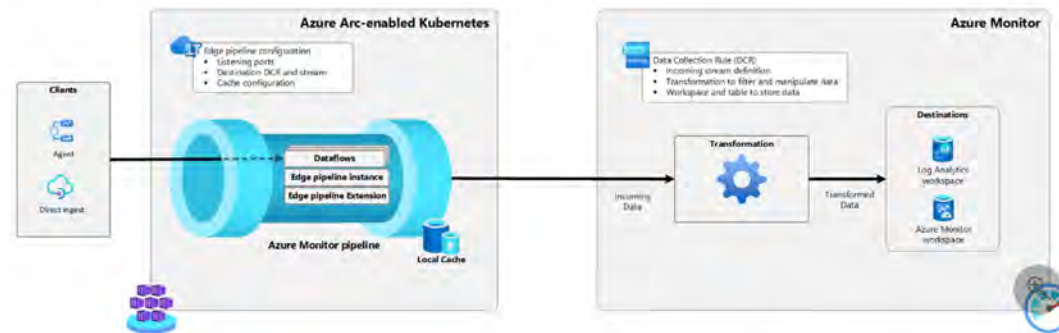 Azure Arc-enabled Kubernetes
Edge pipeline configuration
• Listening ports
• Destination DCR and stream
• Cache configuration
Clients
Agent
Direct ingest
Dataflows
Edge pipeline instance
Edge pipeline Extension
Azure Monitor pipeline
Local Cache
Azure Monitor
Data Collection Rule (DCR)
• Incoming stream definition
• Transformation to filter and manipulate data
• Workspace and table to store data
Incoming
Data
Transformation
Transformed
Data
Destinations
Log Analytics
workspace
Azure Monitor
workspace